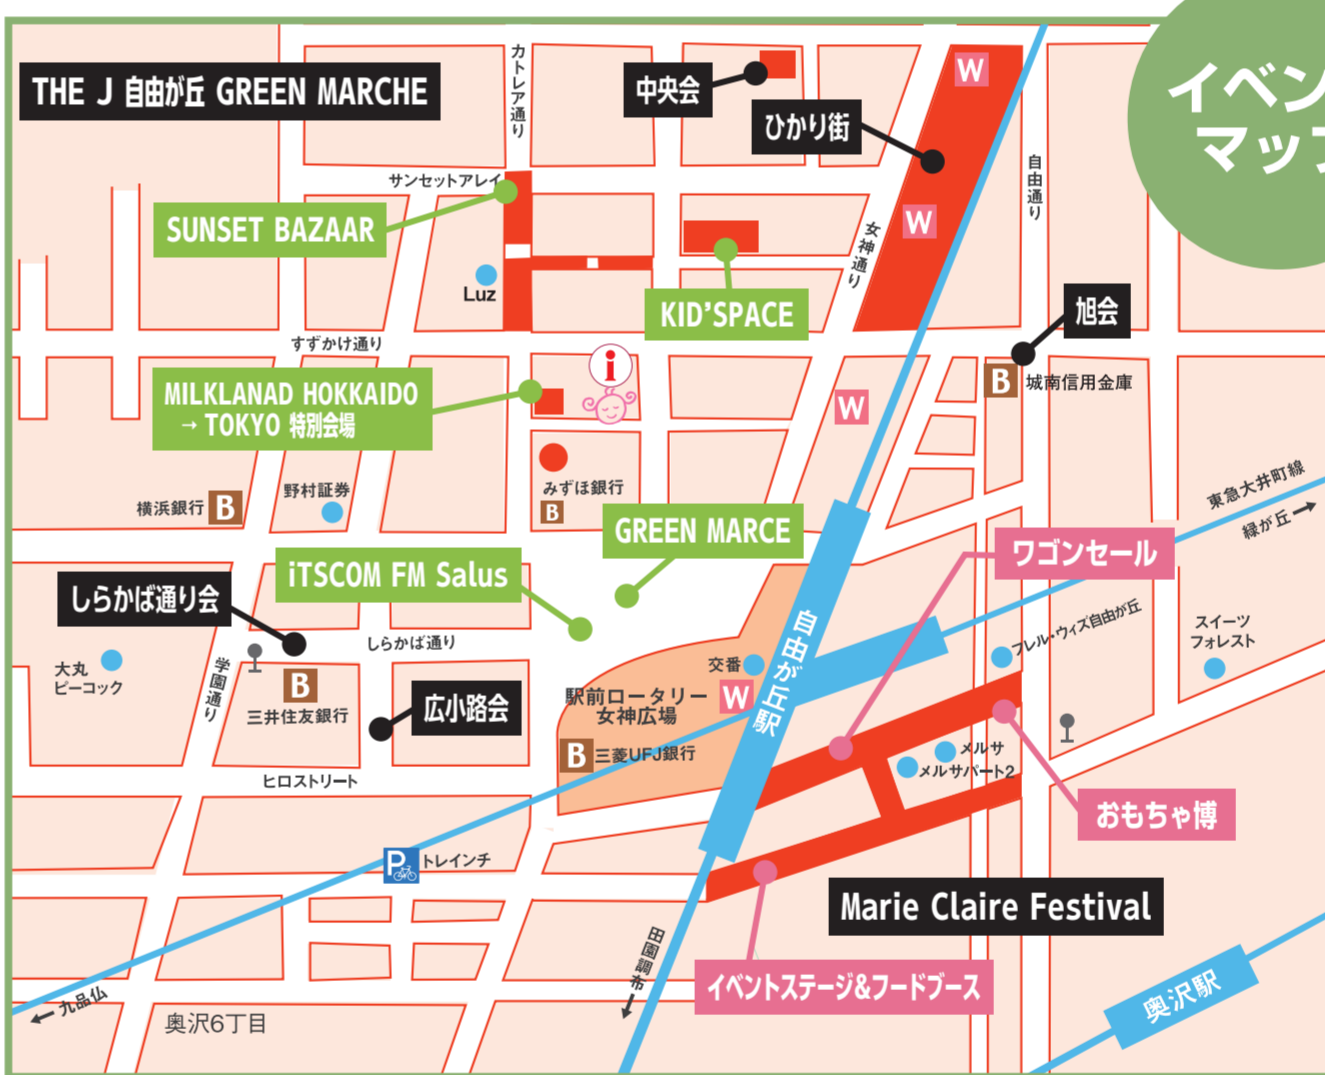 THE J 自由が丘 GREEN MARCHE
カトレア通り
中央会
W
ひかり街
自由通り
サンセットアレイ
SUNSET BAZAAR
W
女神通り
Luz
KID'SPACE
旭会
すずかけ通り
i
B
城南信用金庫
MILKLANAD HOKKAIDO
→ TOKYO 特別会場
W
みずほ銀行
B
横浜銀行
B
野村証券
東急大井町線
緑が丘→
GREEN MARCE
ワゴンセール
iTSCOM FM Salus
しらかば通り会
しらかば通り
自由が丘駅
フレル・ウィズ自由が丘
スイーツ
フォレスト
大丸
ピーコック
学園通り
B
三井住友銀行
広小路会
交番
W
駅前ロータリー
女神広場
B
三菱UFJ銀行
メルサ
メルサパート2
ヒロストリート
おもちゃ博
P
トレインチ
Marie Claire Festival
田園調布
↓
イベントステージ&フードブース
奥沢駅
←九品仏
奥沢6丁目
イベン
マッ